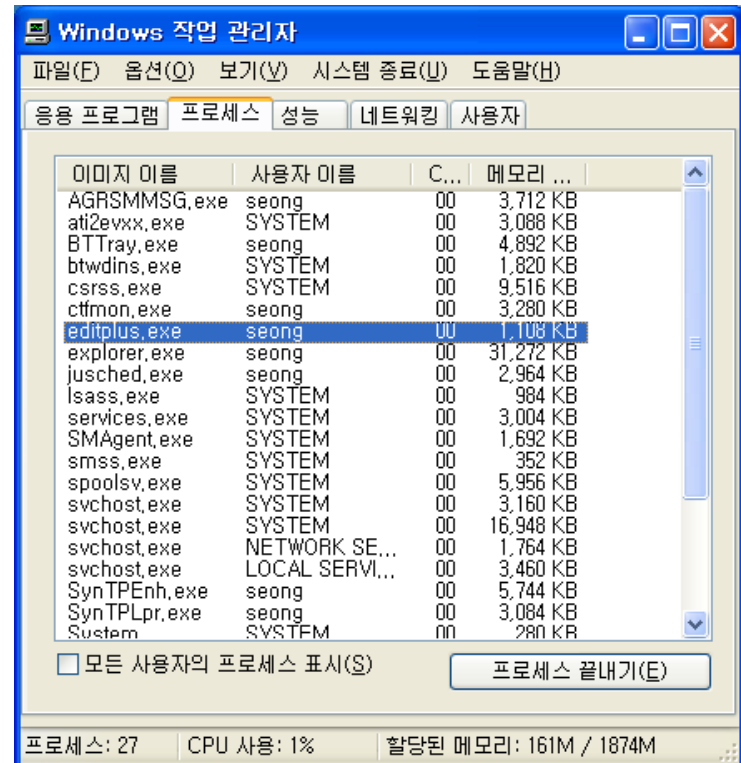 Windows 작업 관리자
파일(F) 옵션(O) 보기(V) 시스템 종료(U) 도움말(H)
응용 프로그램 프로세스 성능 네트워킹 사용자
이미지 이름 사용자 이름 C... 메모리 ...
AGRSMMSG.exe seong 00 3,712 KB
ati2evxx.exe SYSTEM 00 3,088 KB
BTTray.exe seong 00 4,892 KB
btwdins.exe SYSTEM 00 1,820 KB
csrss.exe SYSTEM 00 9,516 KB
ctfmon.exe seong 00 3,280 KB
editplus.exe seong 00 1,108 KB
explorer.exe seong 00 31,272 KB
jusched.exe seong 00 2,964 KB
lsass.exe SYSTEM 00 984 KB
services.exe SYSTEM 00 3,004 KB
SMAgent.exe SYSTEM 00 1,692 KB
smss.exe SYSTEM 00 352 KB
spoolsv.exe SYSTEM 00 5,956 KB
svchost.exe SYSTEM 00 3,160 KB
svchost.exe SYSTEM 00 16,948 KB
svchost.exe NETWORK SE... 00 1,764 KB
svchost.exe LOCAL SERVI... 00 3,460 KB
SynTPEnh.exe seong 00 5,744 KB
SynTPLpr.exe seong 00 3,084 KB
System SYSTEM 00 280 KB
모든 사용자의 프로세스 표시(S) 프로세스 끝내기(E)
프로세스: 27 CPU 사용: 1% 할당된 메모리: 161M / 1874M